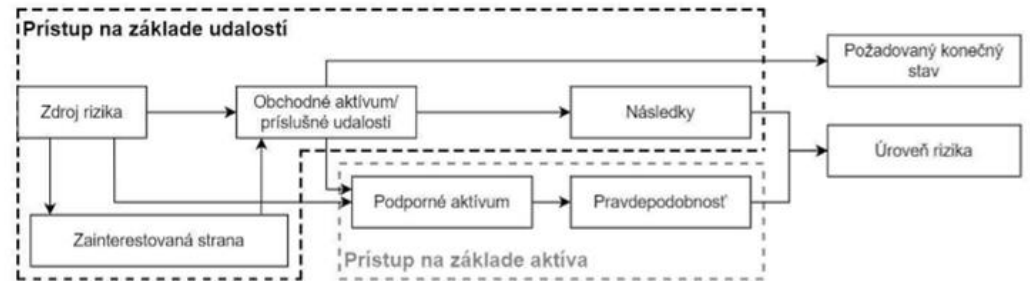 Prístup na základe udalostí
Požadovaný konečný
stav
Zdroj rizika
Obchodné aktívum/
príslušné udalosti
Následky
Úroveň rizika
Podporné aktívum
Pravdepodobnosť
Zainteresovaná strana
Prístup na základe aktíva